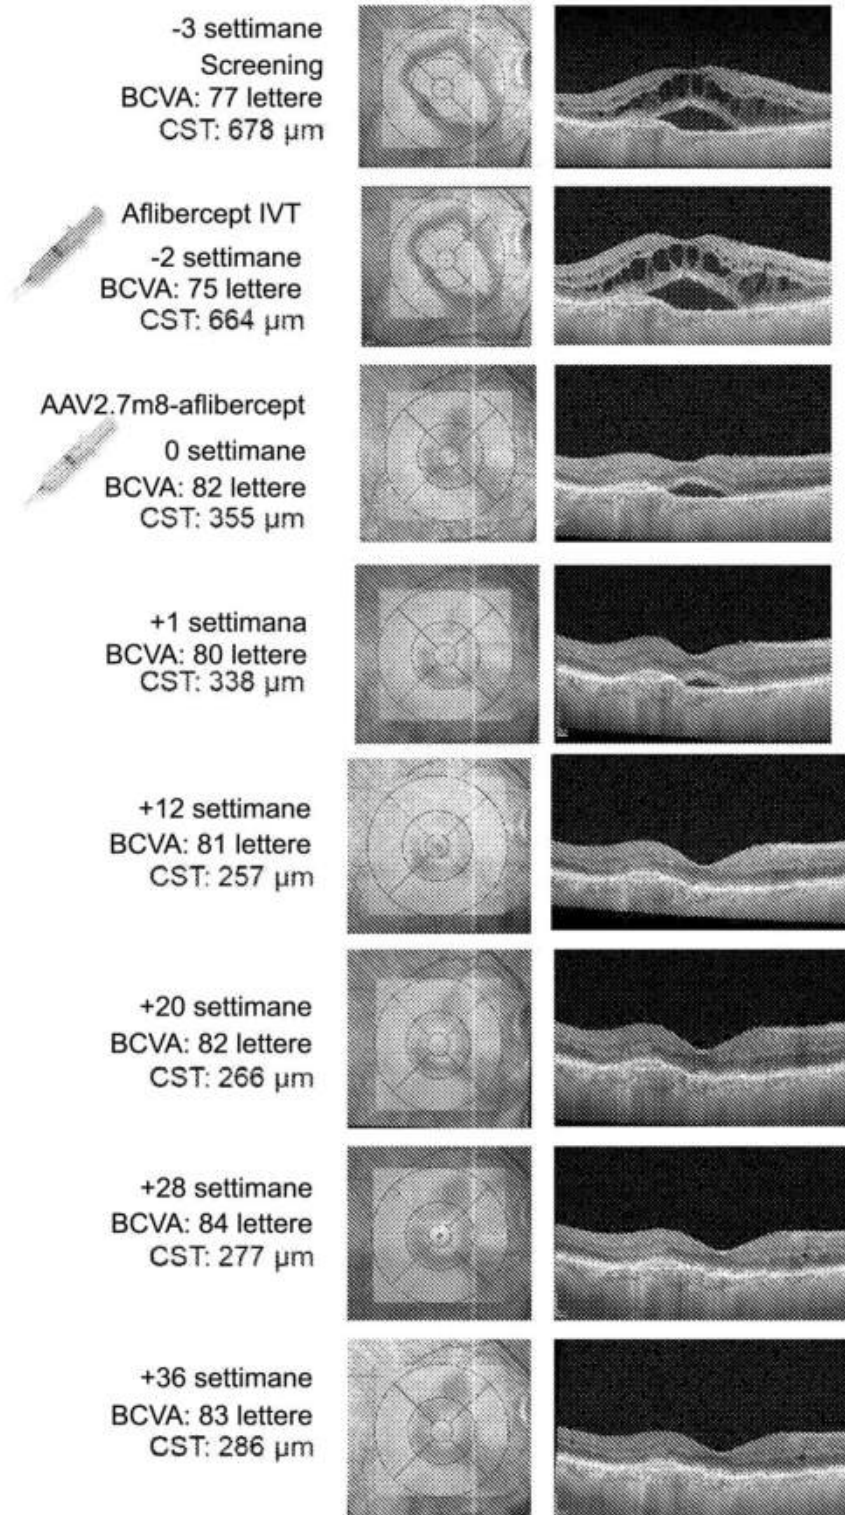 -3 settimane
Screening
BCVA: 77 lettere
CST: 678 µm
Aflibercept IVT
-2 settimane
BCVA: 75 lettere
CST: 664 µm
AAV2.7m8-aflibercept
0 settimane
BCVA: 82 lettere
CST: 355 µm
+1 settimana
BCVA: 80 lettere
CST: 338 µm
+12 settimane
BCVA: 81 lettere
CST: 257 µm
+20 settimane
BCVA: 82 lettere
CST: 266 µm
+28 settimane
BCVA: 84 lettere
CST: 277 µm
+36 settimane
BCVA: 83 lettere
CST: 286 µm